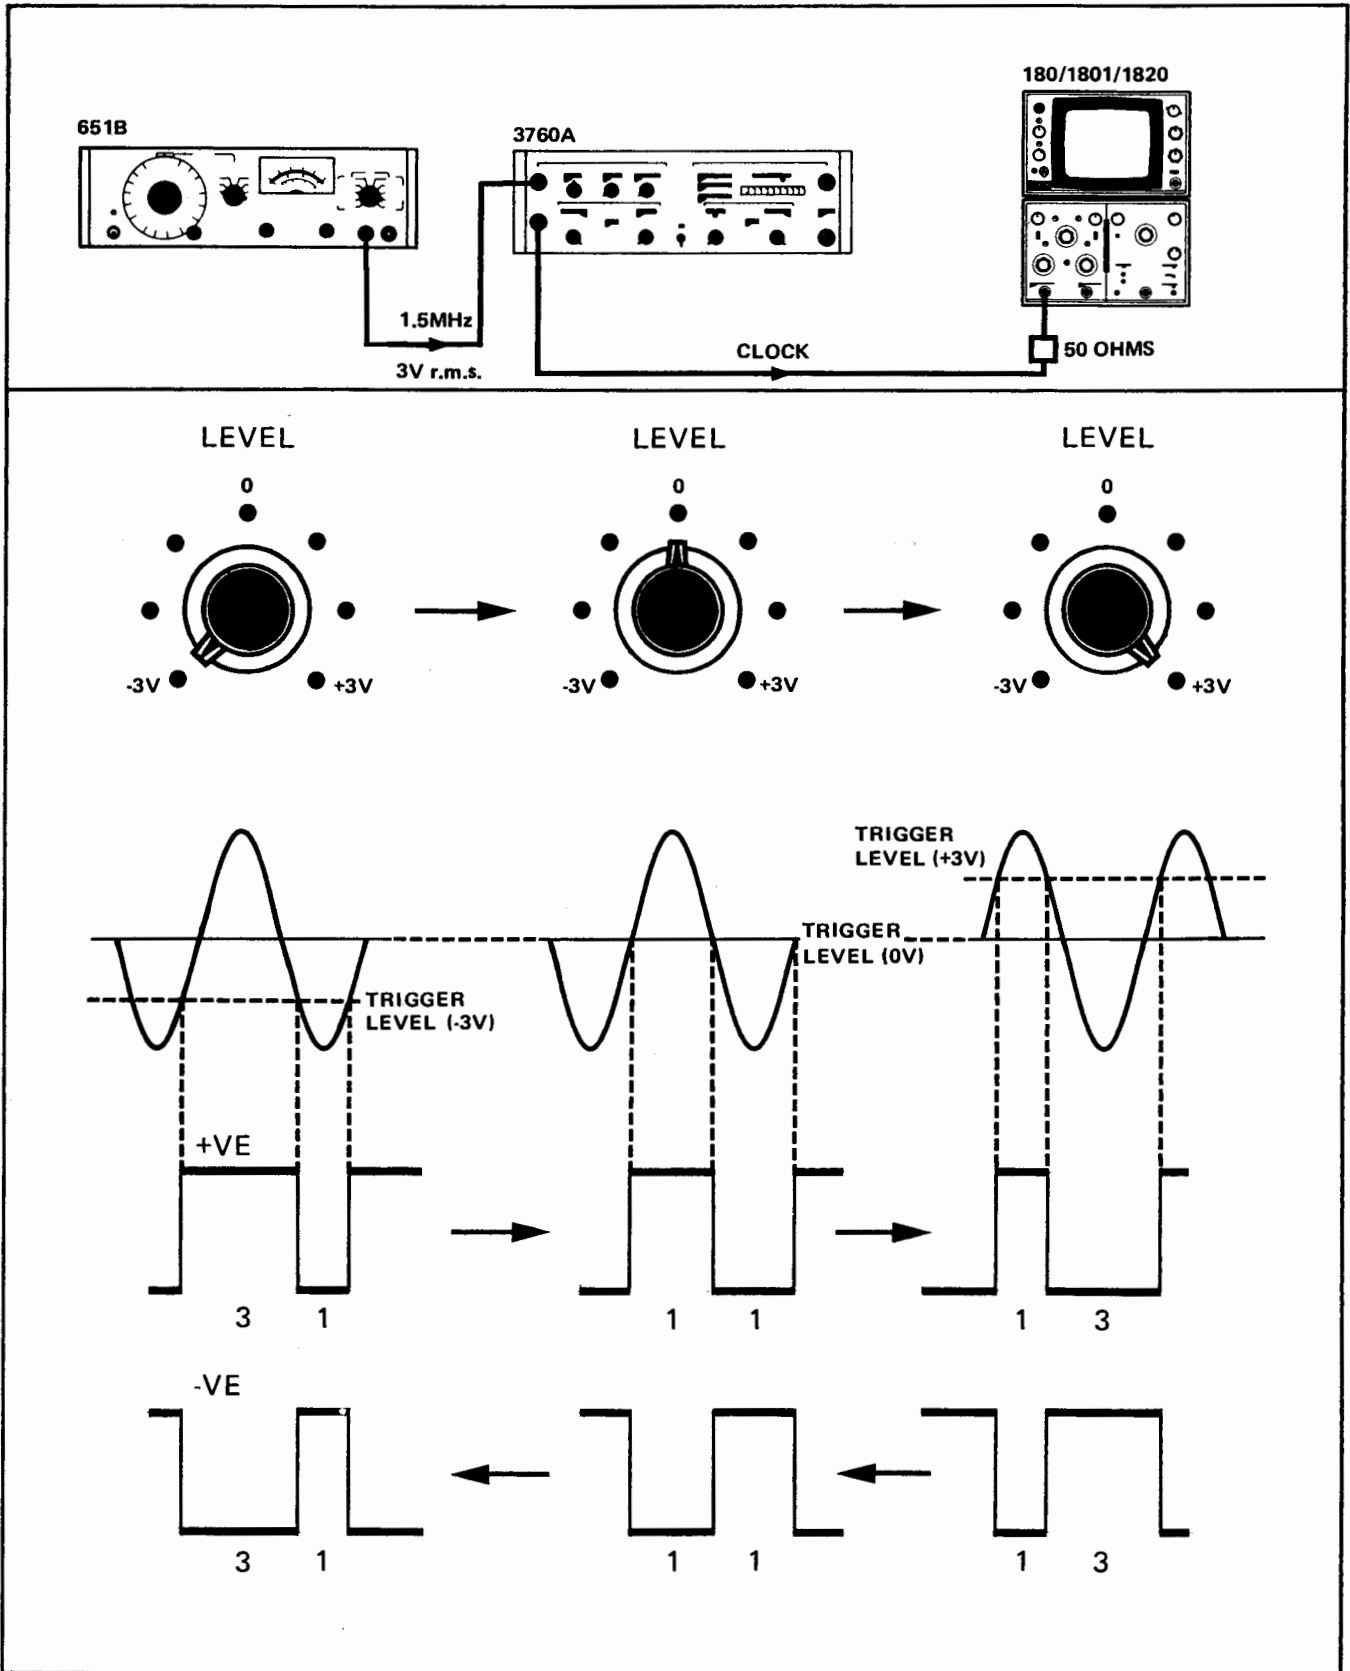 180/1801/1820
651B
3760A
1.5MHz
3V r.m.s.
CLOCK
50 OHMS
LEVEL
LEVEL
LEVEL
0
0
0
-3V
+3V
-3V
+3V
-3V
+3V
TRIGGER
LEVEL (+3V)
TRIGGER
LEVEL (0V)
TRIGGER
LEVEL (-3V)
+VE
3 1
1 1
1 3
-VE
3 1
1 1
1 3